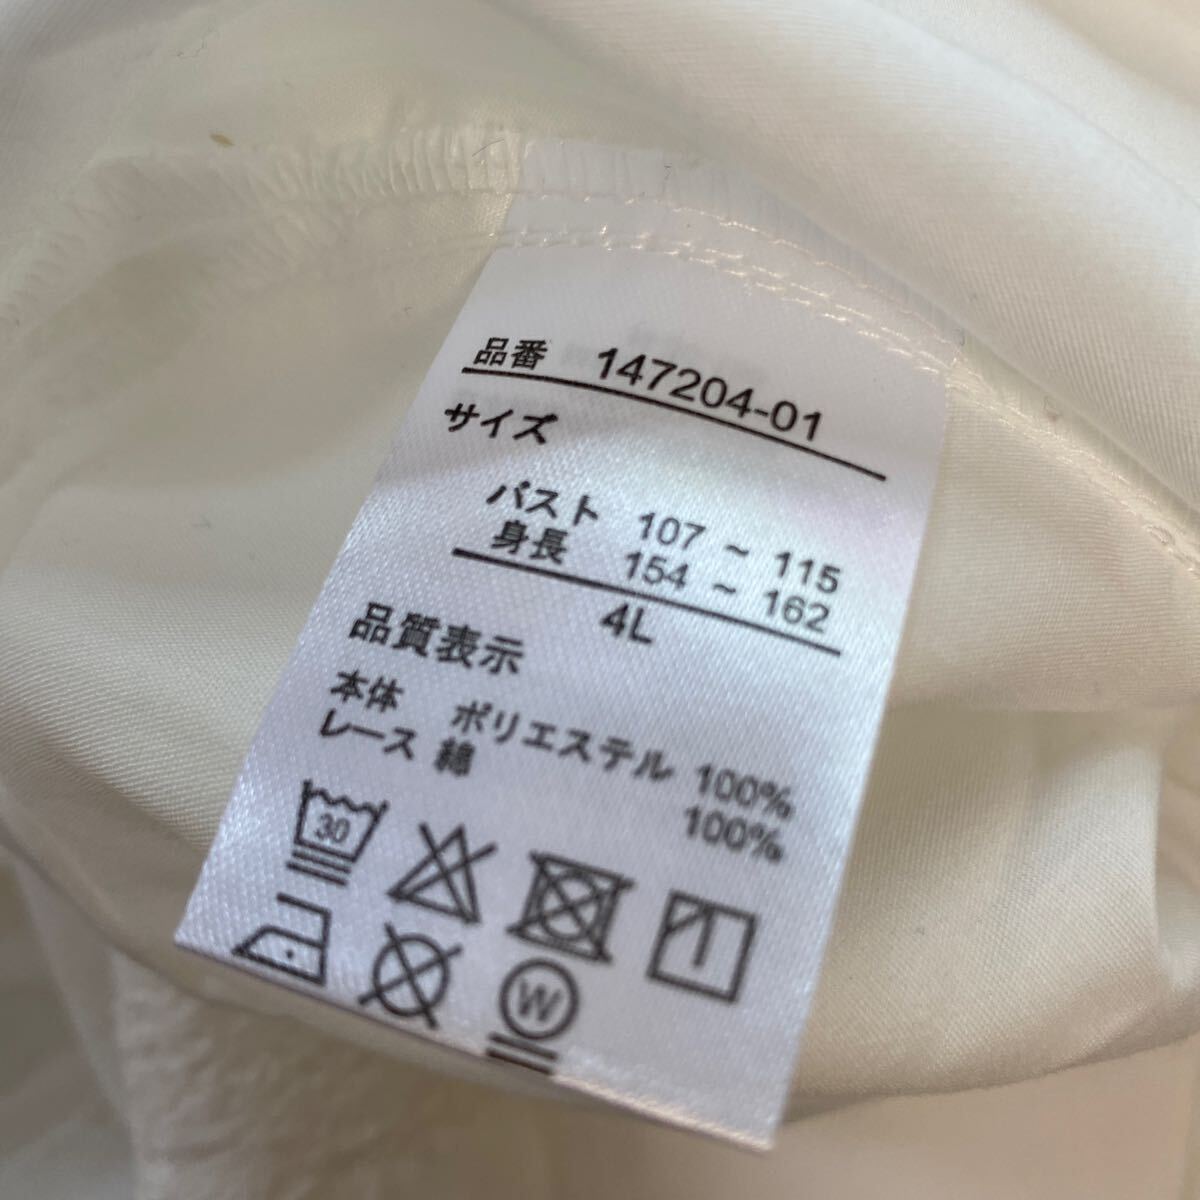 品番 147204-01
サイズ
バスト 107 ~ 115
身長 154 ~ 162
4L
品質表示
本体 ポリエステル 100%
レース 綿 100%
30
W